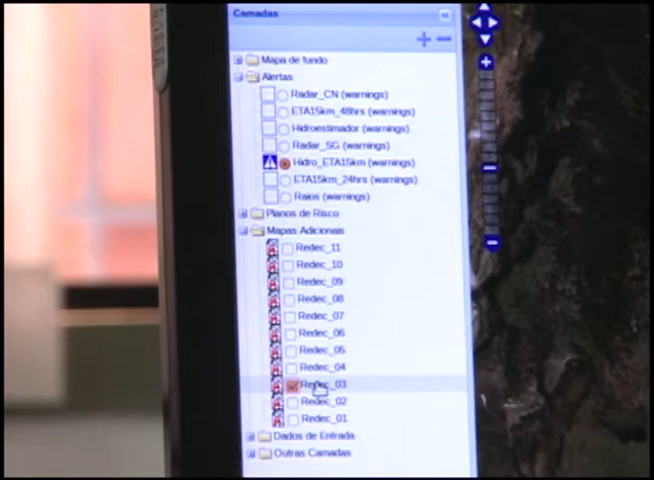 Camadas
Mapa de fundo
Alertas
Radar_CN (warnings)
ETA15km_48hrs (warnings)
Hidroestimador (warnings)
Radar_SG (warnings)
Hidro_ETA15km (warnings)
ETA15km_24hrs (warnings)
Raios (warnings)
Planos de Risco
Mapas Adicionais
Redec_11
Redec_10
Redec_09
Redec_08
Redec_07
Redec_06
Redec_05
Redec_04
Redec_03
Redec_02
Redec_01
Dados de Entrada
Outras Camadas